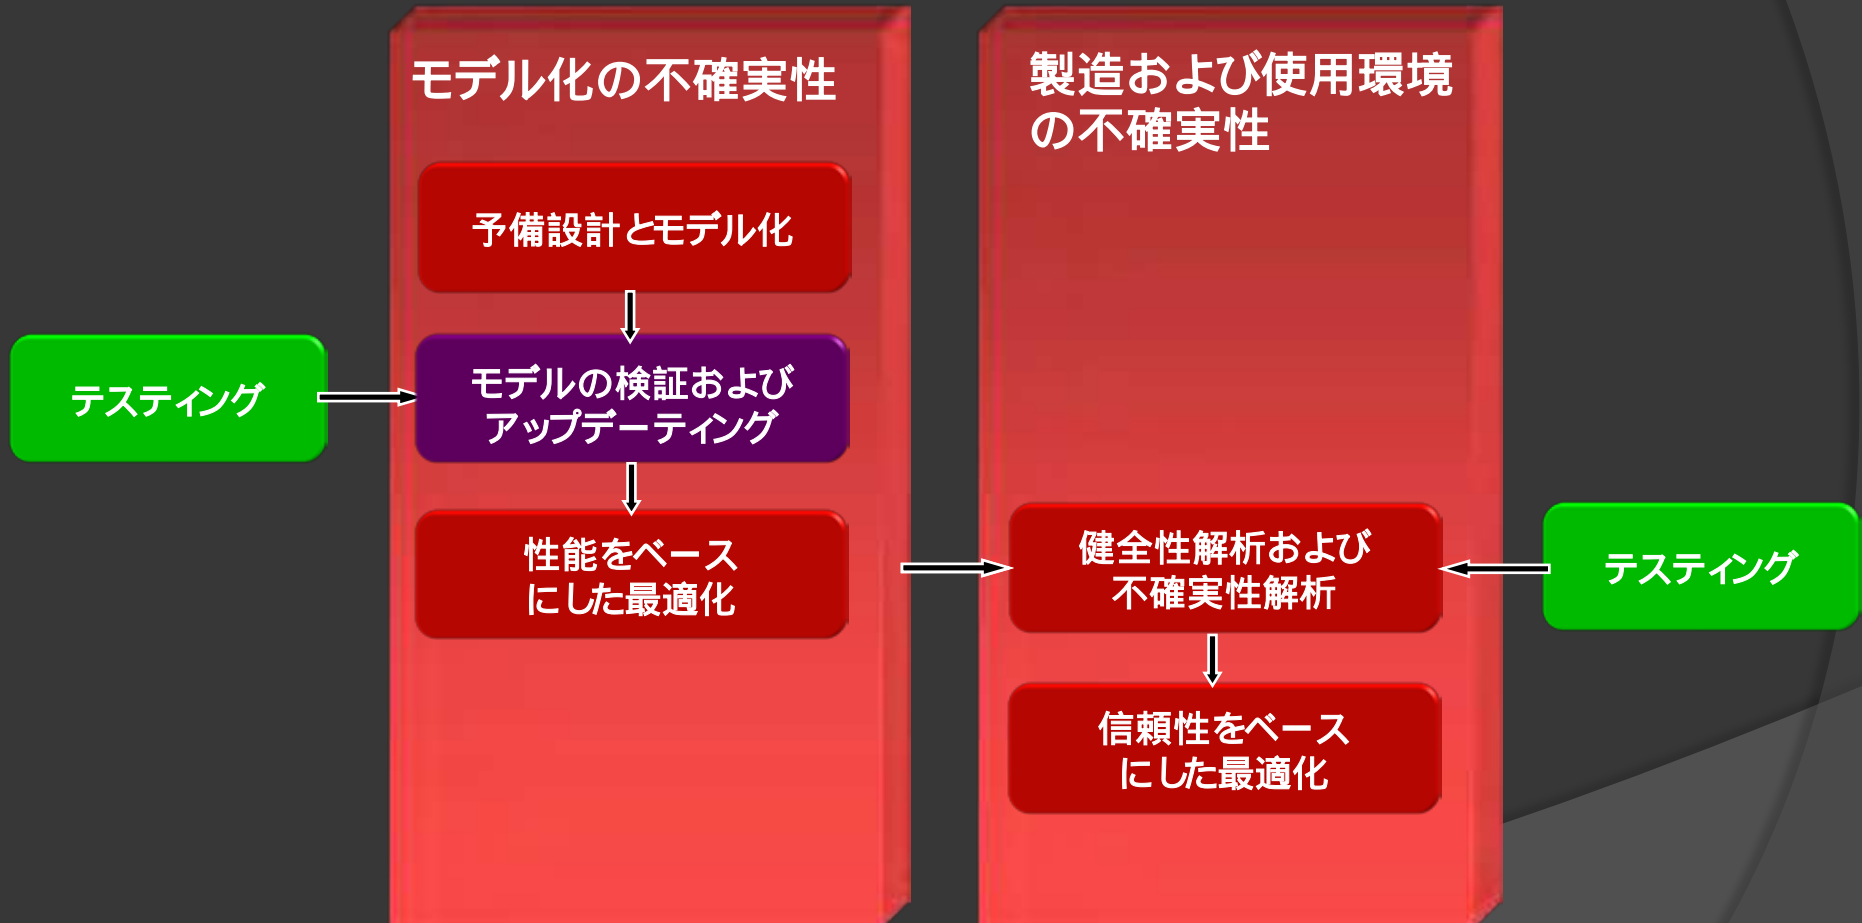 モデル化の不確実性
予備設計とモデル化
テスティング
モデルの検証および
アップデーティング
性能をベース
にした最適化
製造および使用環境
の不確実性
健全性解析および
不確実性解析
テスティング
信頼性をベース
にした最適化